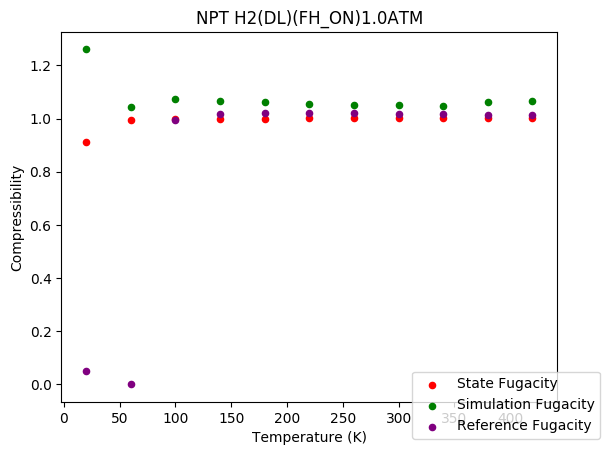 NPT H2(DL)(FH_ON)1.0ATM
1.2
1.0
0.8
0.6
0.4
0.2
0.0
Compressibility
0 50 100 150 200 250 300 350 400
Temperature (K)
State Fugacity
Simulation Fugacity
Reference Fugacity